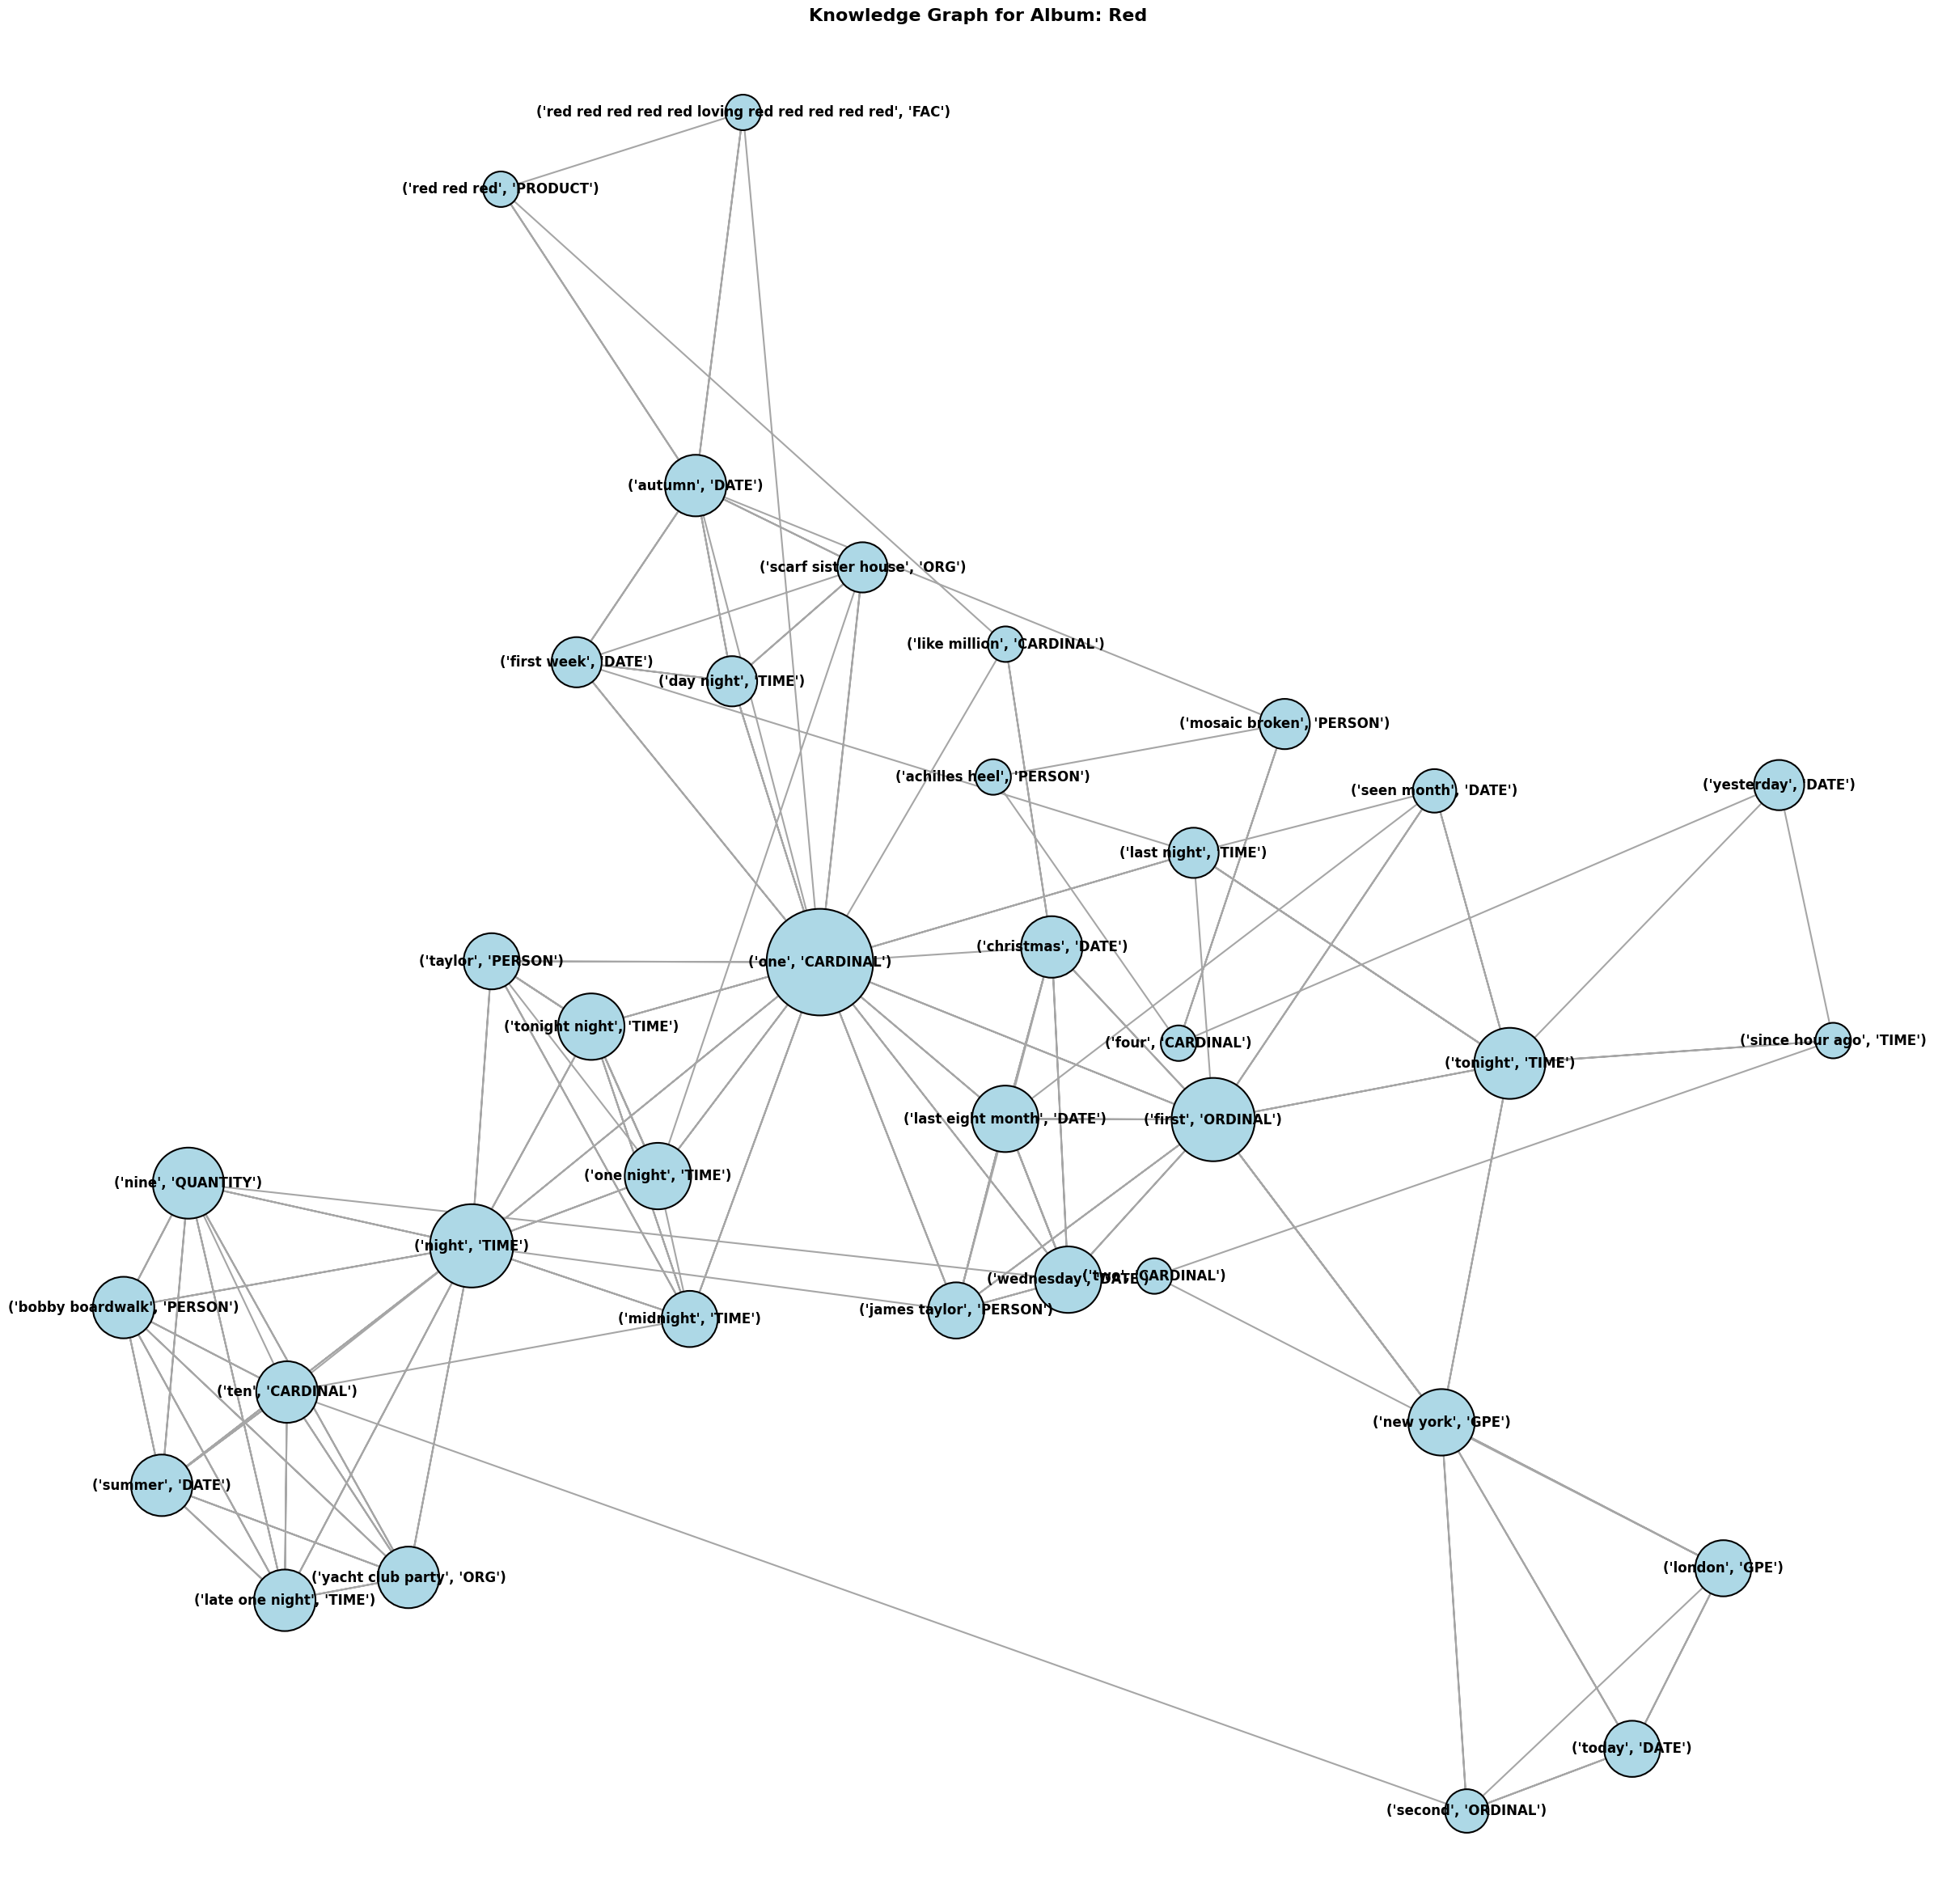 Knowledge Graph for Album: Red
('red red red red red loving red red red red red', 'FAC')
('red red red', 'PRODUCT')
('autumn', 'DATE')
('scarf sister house', 'ORG')
('like million', 'CARDINAL')
('first week', 'DATE')
('day night', 'TIME')
('mosaic broken', 'PERSON')
('achilles heel', 'PERSON')
('seen month', 'DATE')
('yesterday', 'DATE')
('last night', 'TIME')
('christmas', 'DATE')
('taylor', 'PERSON')
('one', 'CARDINAL')
('tonight night', 'TIME')
('four', 'CARDINAL')
('since hour ago', 'TIME')
('tonight', 'TIME')
('last eight month', 'DATE')
('first', 'ORDINAL')
('one night', 'TIME')
('nine', 'QUANTITY')
('night', 'TIME')
('wednesday', 'DATE')
('two', 'CARDINAL')
('bobby boardwalk', 'PERSON')
('james taylor', 'PERSON')
('midnight', 'TIME')
('ten', 'CARDINAL')
('new york', 'GPE')
('summer', 'DATE')
('london', 'GPE')
('yacht club party', 'ORG')
('late one night', 'TIME')
('today', 'DATE')
('second', 'ORDINAL')